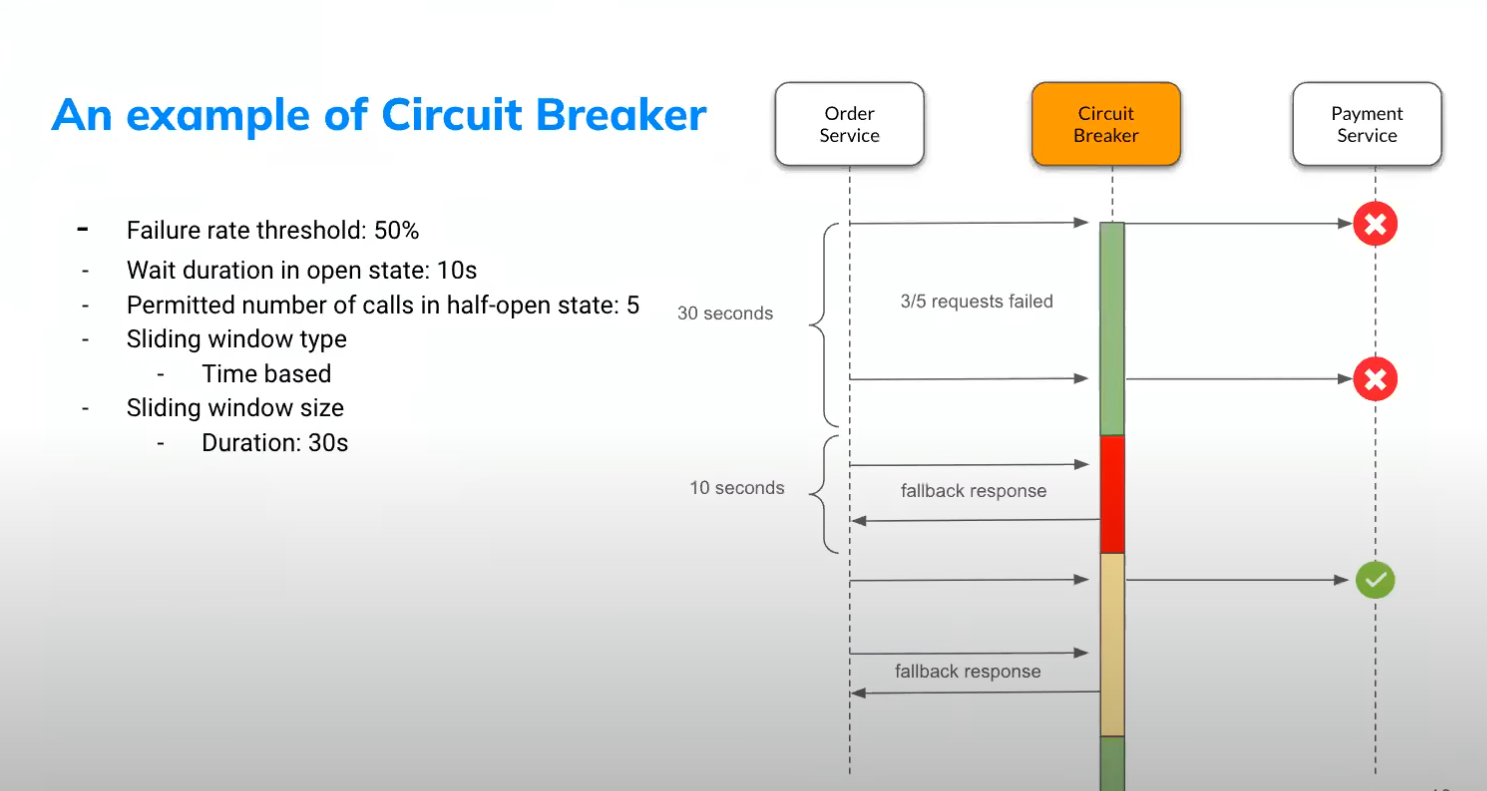 An example of Circuit Breaker
- Failure rate threshold: 50%
- Wait duration in open state: 10s
- Permitted number of calls in half-open state: 5
- Sliding window type
- Time based
- Sliding window size
- Duration: 30s
Order
Service
Circuit
Breaker
Payment
Service
30 seconds
3/5 requests failed
10 seconds
fallback response
fallback response